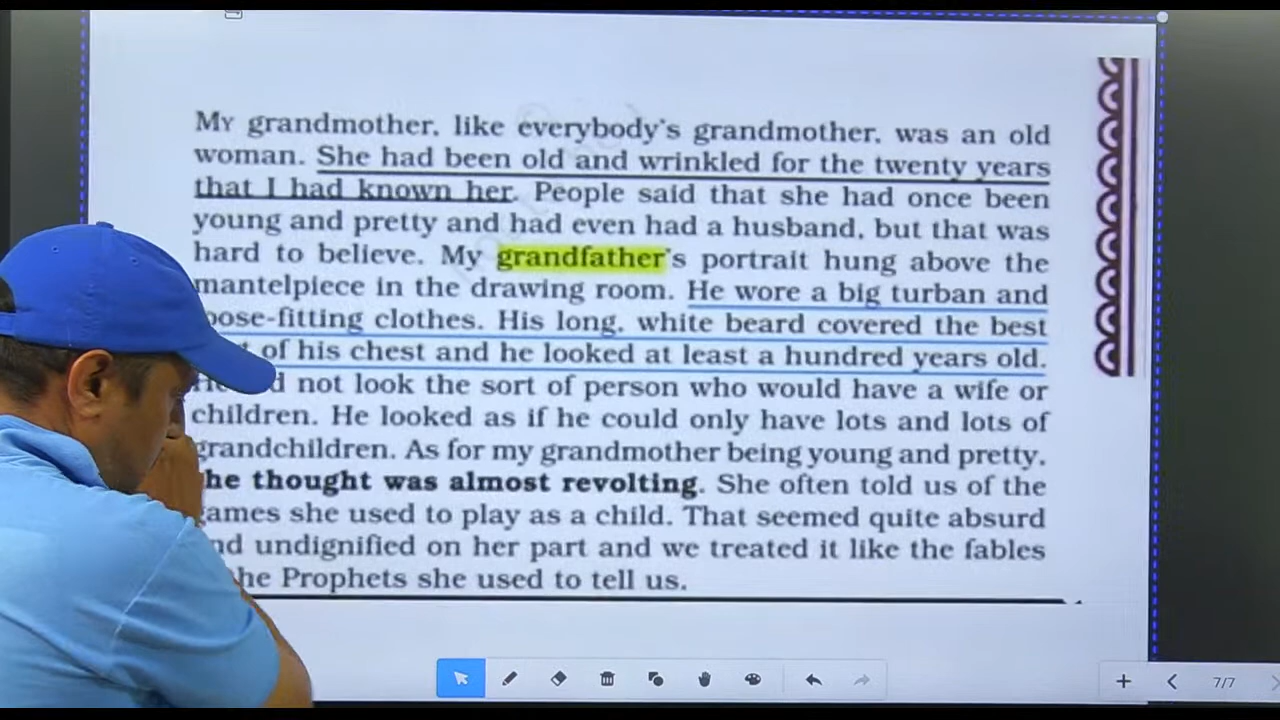 My grandmother, like everybody's grandmother, was an old
woman. She had been old and wrinkled for the twenty years
that I had known her. People said that she had once been
young and pretty and had even had a husband, but that was
hard to believe. My grandfather's portrait hung above the
mantelpiece in the drawing room. He wore a big turban and
loose-fitting clothes. His long, white beard covered the best
of his chest and he looked at least a hundred years old.
not look the sort of person who would have a wife or
children. He looked as if he could only have lots and lots of
grandchildren. As for my grandmother being young and pretty,
the thought was almost revolting. She often told us of the
games she used to play as a child. That seemed quite absurd
and undignified on her part and we treated it like the fables
the Prophets she used to tell us.
7/7